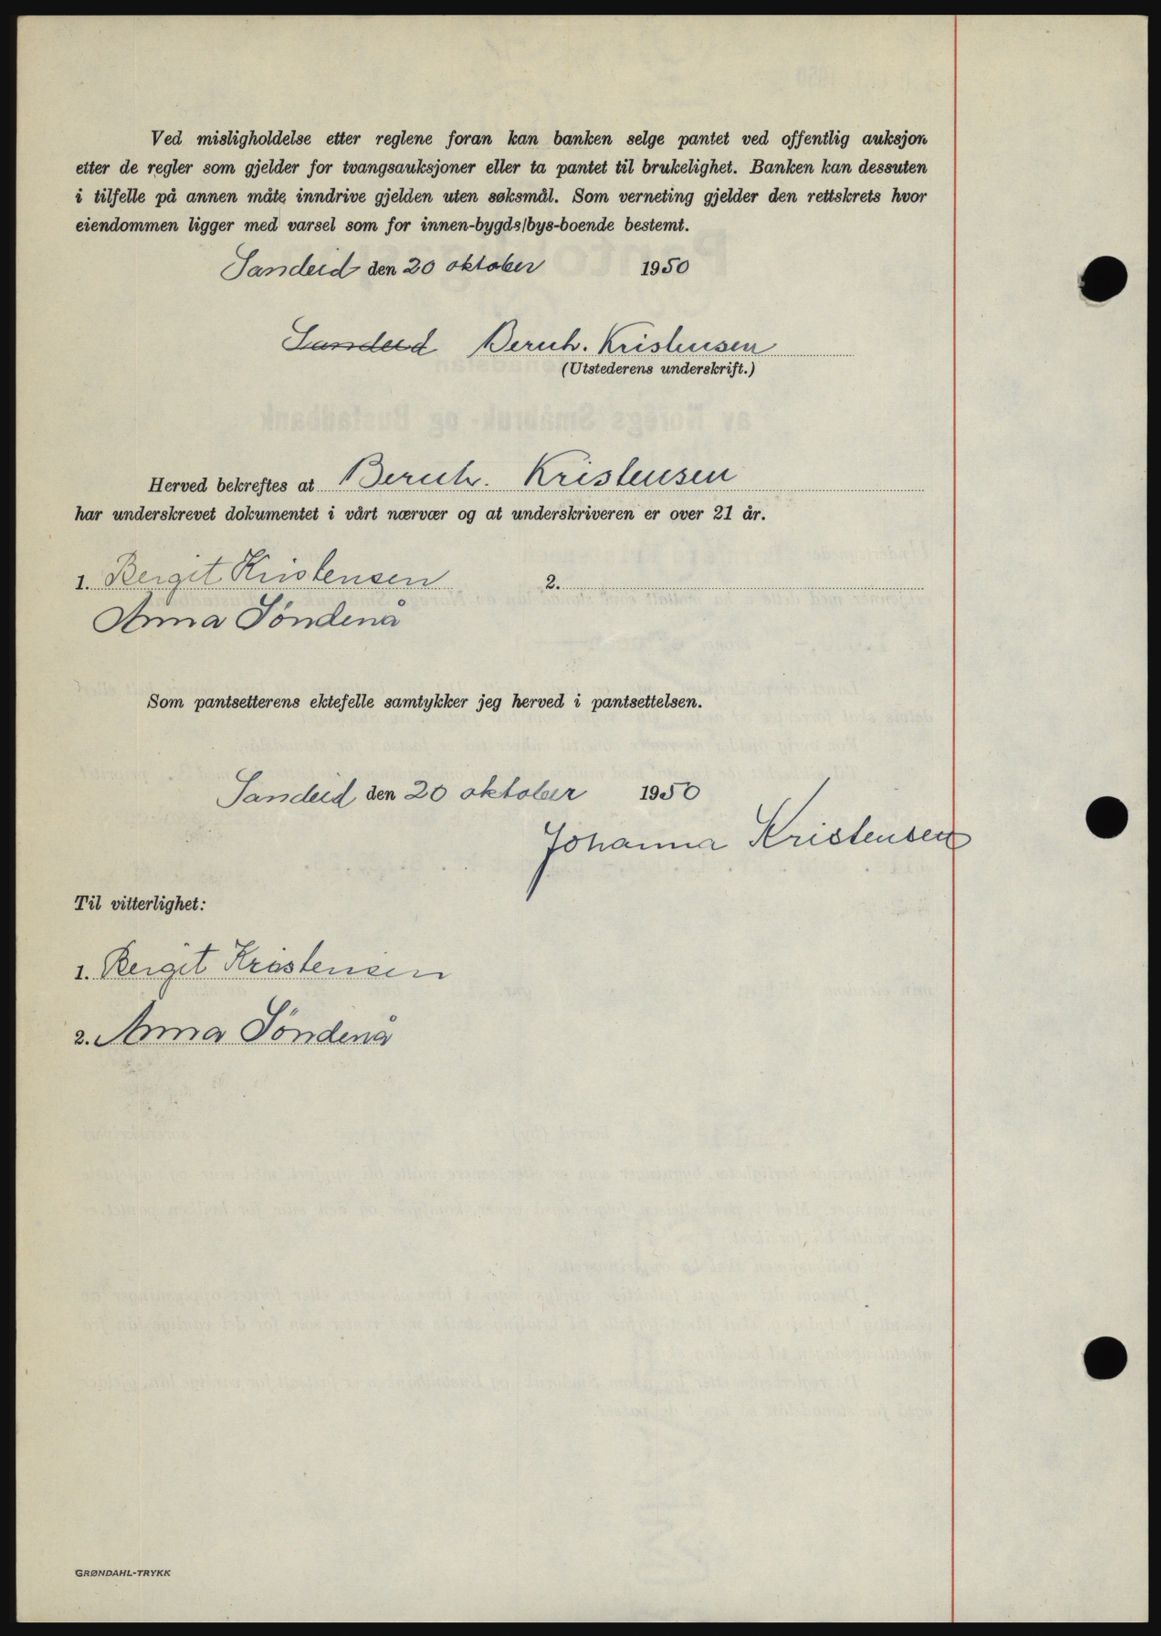 Ved misligholdelse etter reglene foran kan banken selge pantet ved offentlig auksjon
etter de regler som gjelder for tvangsauksjoner eller ta pantet til brukelighet. Banken kan dessuten
i tilfelle på annen måte inndrive gjelden uten søksmål. Som verneting gjelder den rettskrets hvor
eiendommen ligger med varsel som for innen-bygds/bys-boende bestemt.
Sandeid den 20 oktober 1950
Sandeid Bernh. Kristensen
(Utstederens underskrift.)
Herved bekreftes at Bernh. Kristensen
har underskrevet dokumentet i vårt nærvær og at underskriveren er over 21 år.
1. Bergit Kristensen 2.
Anna Söndenå
Som pantsetterens ektefelle samtykker jeg herved i pantsettelsen.
Sandeid den 20 oktober 1950
Johanna Kristensen
Til vitterlighet:
1. Bergit Kristensen
2. Anna Söndenå
GRØNDAHL-TRYKK